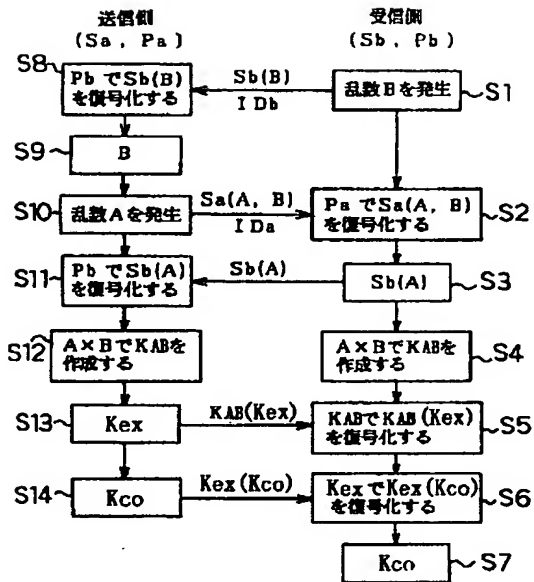 送信側
(Sa, Pa)
受信側
(Sb, Pb)
S8
Pb で Sb(B)
を復号化する
Sb(B)
IDb
乱数 B を発生
S1
S9
B
S10
乱数 A を発生
Sa(A, B)
IDa
Pa で Sa(A, B)
を復号化する
S2
S11
Pb で Sb(A)
を復号化する
Sb(A)
Sb(A)
S3
S12
A×B で KAB を
作成する
A×B で KAB を
作成する
S4
S13
Kex
KAB(Kex)
KAB で KAB(Kex)
を復号化する
S5
S14
Kco
Kex(Kco)
Kex で Kex(Kco)
を復号化する
S6
Kco
S7